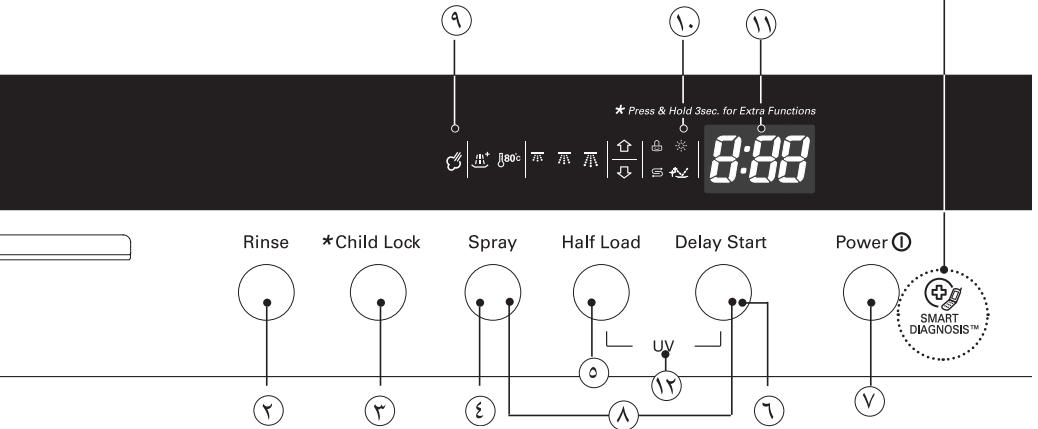 ٩ ١٠ ١١
* Press & Hold 3sec. for Extra Functions
80°c 8:88
Rinse *Child Lock Spray Half Load Delay Start Power
SMART
DIAGNOSIS™
UV
٢ ٣ ٤ ٥ ١٢ ٨ ٦ ٧